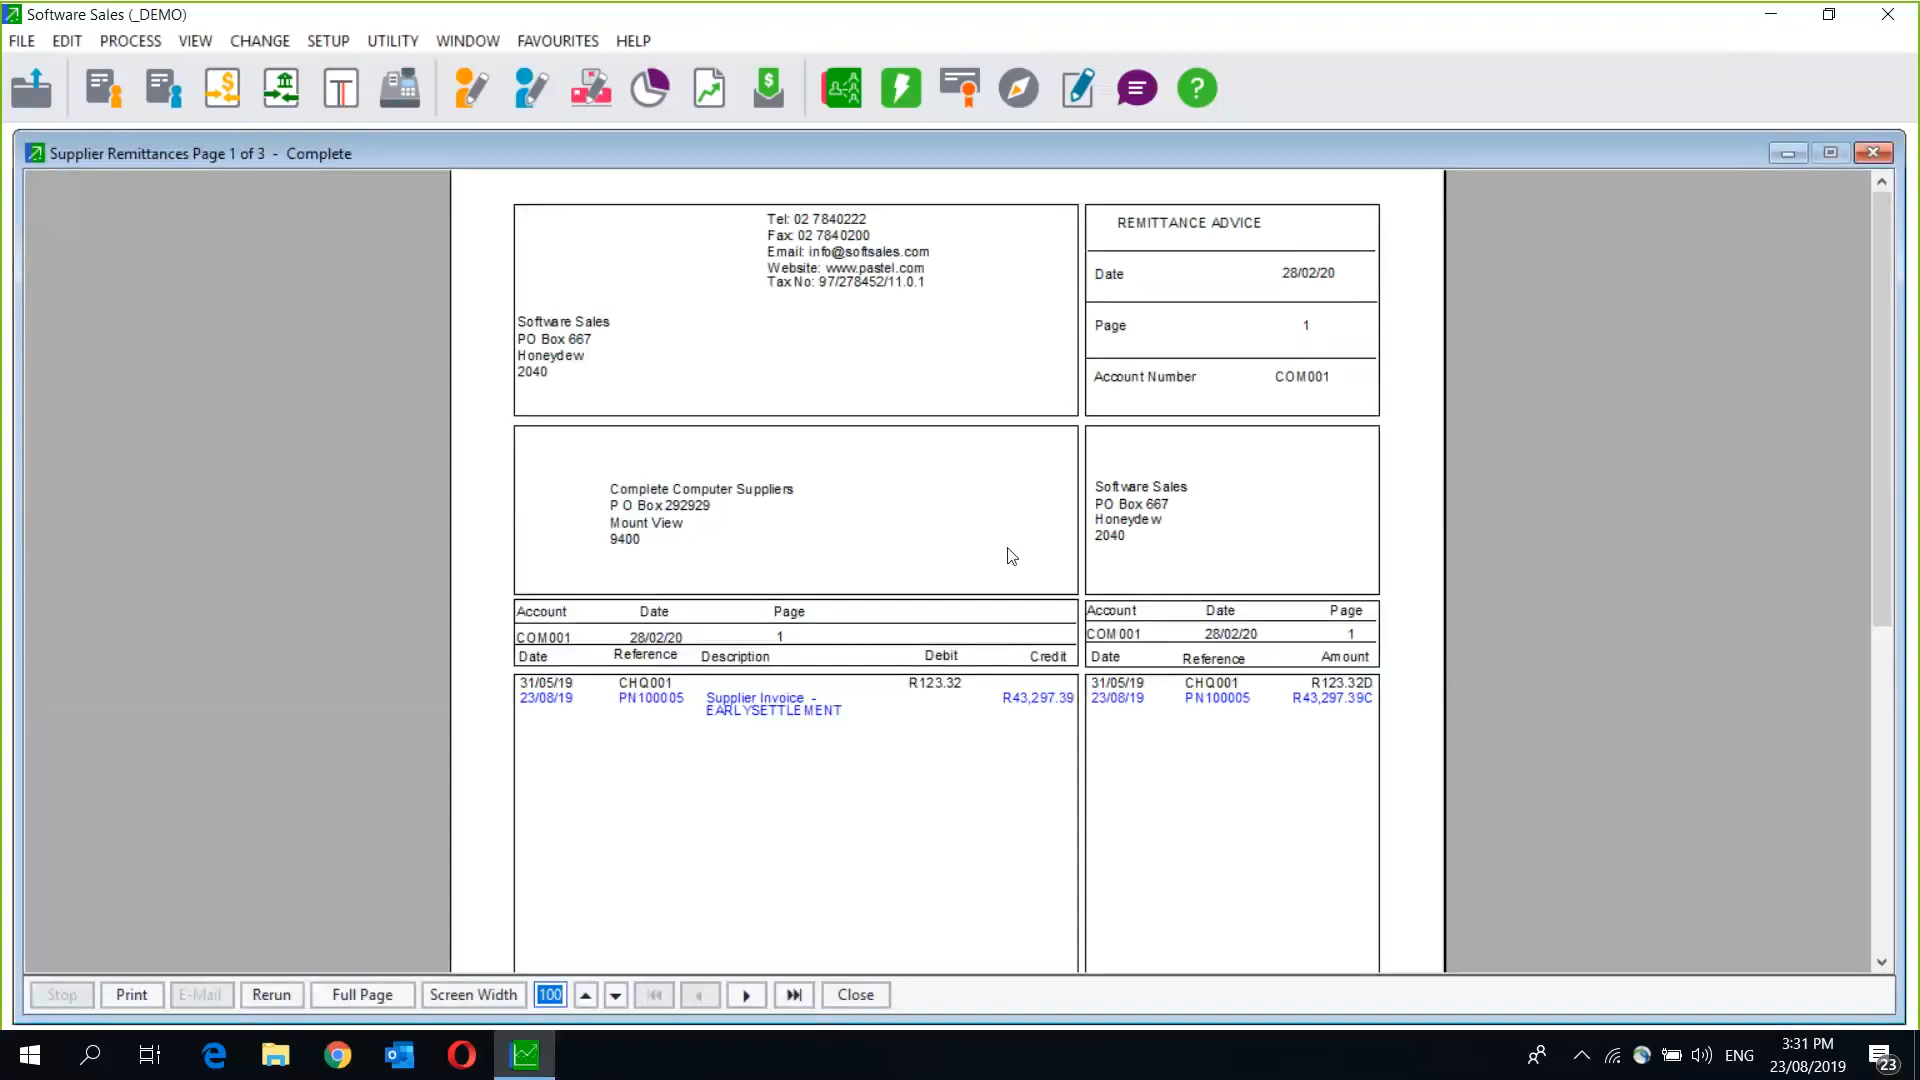 Software Sales (_DEMO)
FILE EDIT PROCESS VIEW CHANGE SETUP UTILITY WINDOW FAVOURITES HELP
Supplier Remittances Page 1 of 3 - Complete
Tel: 02 7840222
Fax: 02 7840200
Email: info@softsales.com
Website: www.pastel.com
Tax No: 97/278452/11.0.1
Software Sales
PO Box 667
Honeydew
2040
REMITTANCE ADVICE
Date 28/02/20
Page 1
Account Number COM001
Complete Computer Suppliers
P O Box 292929
Mount View
9400
Software Sales
PO Box 667
Honeydew
2040
Account Date Page
COM001 28/02/20 1
Date Reference Description Debit Credit
31/05/19 CHQ001 R123.32
23/08/19 PN100005 Supplier Invoice - R43,297.39
EARLYSETTLEMENT
Account Date Page
COM001 28/02/20 1
Date Reference Amount
31/05/19 CHQ001 R123.32D
23/08/19 PN100005 R43,297.39C
Stop Print E-Mail Rerun Full Page Screen Width 100 Close
ENG
3:31 PM
23/08/2019
23